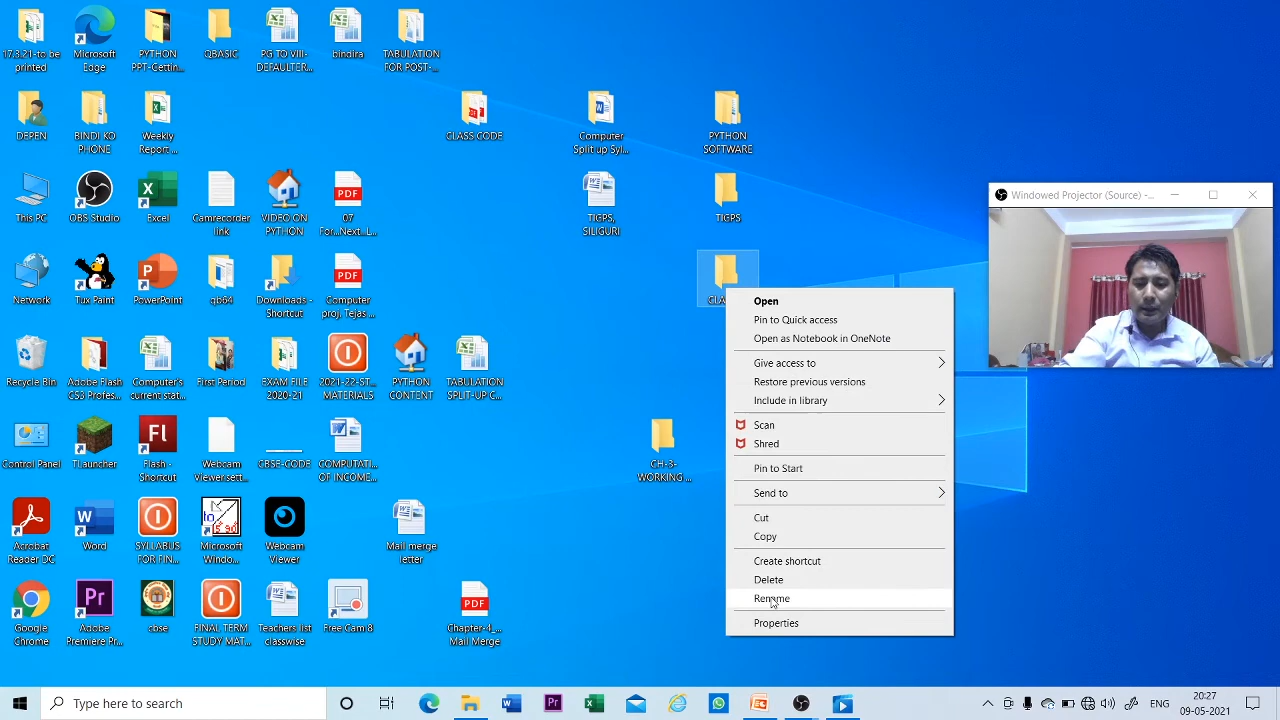 17.3.21-to be
printed
Microsoft
Edge
PYTHON
PPT-Gettin...
QBASIC
PG TO VIII-
DEFAULTER...
bindira
TABULATION
FOR POST-...
DEPEN
BINDI KO
PHONE
Weekly
Report ...
CLASS CODE
Computer
Split up Syl...
PYTHON
SOFTWARE
This PC
OBS Studio
Excel
Camrecorder
link
VIDEO ON
PYTHON
07
For...Next. L...
TIGPS,
SILIGURI
TIGPS
Windowed Projector (Source) -...
Network
Tux Paint
PowerPoint
qb64
Downloads -
Shortcut
Computer
proj. Tejas ...
Recycle Bin
Adobe Flash
CS3 Profes...
Computer's
current stat...
First Period
EXAM FILE
2020-21
2021-22-ST...
MATERIALS
PYTHON
CONTENT
TABULATION
SPLIT-UP C...
Control Panel
TLauncher
Flash -
Shortcut
Webcam
viewer sett...
CBSE-CODE
COMPUTATI...
OF INCOME...
CH-3-
WORKING ...
Acrobat
Reader DC
Word
SYLLABUS
FOR FIN...
Microsoft
Windo...
Webcam
Viewer
Mail merge
letter
Google
Chrome
Adobe
Premiere Pr...
cbse
FINAL TERM
STUDY MAT...
Teachers list
classwise
Free Cam 8
Chapter-4_...
Mail Merge
Open
Pin to Quick access
Open as Notebook in OneNote
Give access to
Restore previous versions
Include in library
Scan
Shred
Pin to Start
Send to
Cut
Copy
Create shortcut
Delete
Rename
Properties
Type here to search
20:27
09-05-2021